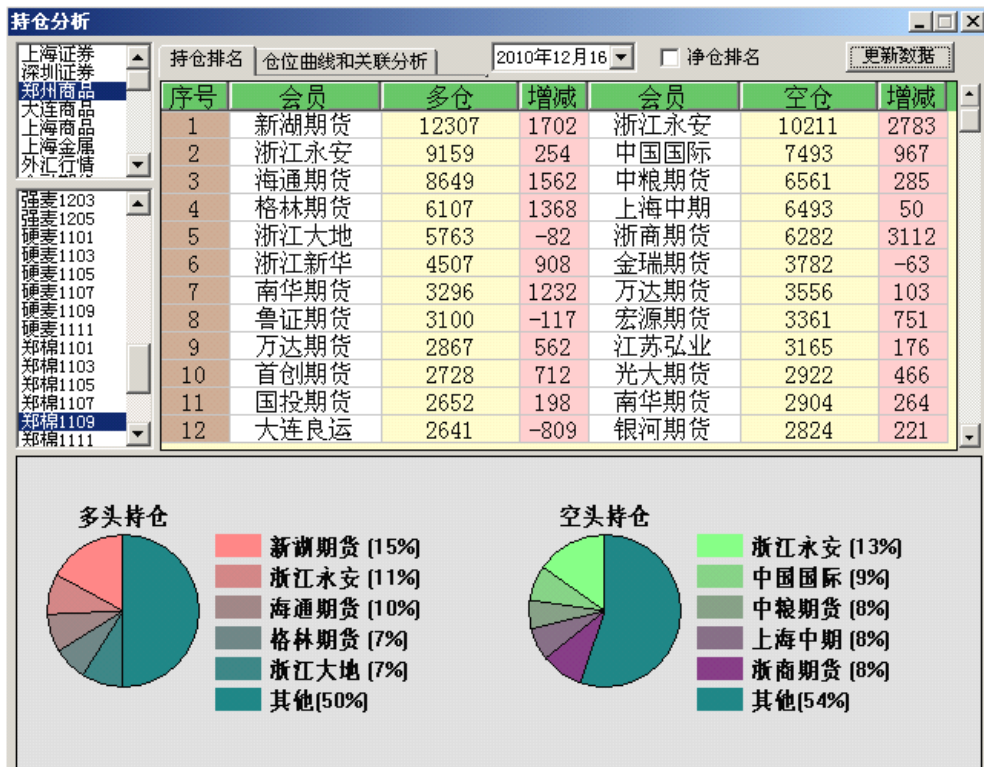 持仓分析
上海证券
深圳证券
郑州商品
大连商品
上海商品
上海金属
外汇行情
强麦1203
强麦1205
硬麦1101
硬麦1103
硬麦1105
硬麦1107
硬麦1109
硬麦1111
郑棉1101
郑棉1103
郑棉1105
郑棉1107
郑棉1109
郑棉1111
持仓排名 仓位曲线和关联分析 2010年12月16 净仓排名 更新数据
序号 会员 多仓 增减 会员 空仓 增减
1 新湖期货 12307 1702 浙江永安 10211 2783
2 浙江永安 9159 254 中国国际 7493 967
3 海通期货 8649 1562 中粮期货 6561 285
4 格林期货 6107 1368 上海中期 6493 50
5 浙江大地 5763 -82 浙商期货 6282 3112
6 浙江新华 4507 908 金瑞期货 3782 -63
7 南华期货 3296 1232 万达期货 3556 103
8 鲁证期货 3100 -117 宏源期货 3361 751
9 万达期货 2867 562 江苏弘业 3165 176
10 首创期货 2728 712 光大期货 2922 466
11 国投期货 2652 198 南华期货 2904 264
12 大连良运 2641 -809 银河期货 2824 221
多头持仓
新湖期货 (15%)
浙江永安 (11%)
海通期货 (10%)
格林期货 (7%)
浙江大地 (7%)
其他(50%)
空头持仓
浙江永安 (13%)
中国国际 (9%)
中粮期货 (8%)
上海中期 (8%)
浙商期货 (8%)
其他(54%)